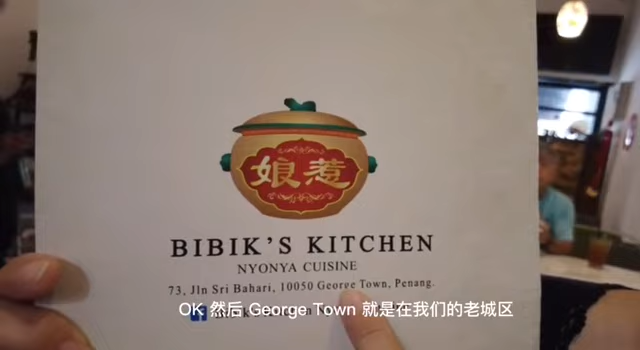 娘惹
BIBIK'S KITCHEN
NYONYA CUISINE
73, Jln Sri Bahari, 10050 George Town, Penang.
OK 然后 George Town 就是在我们的老城区